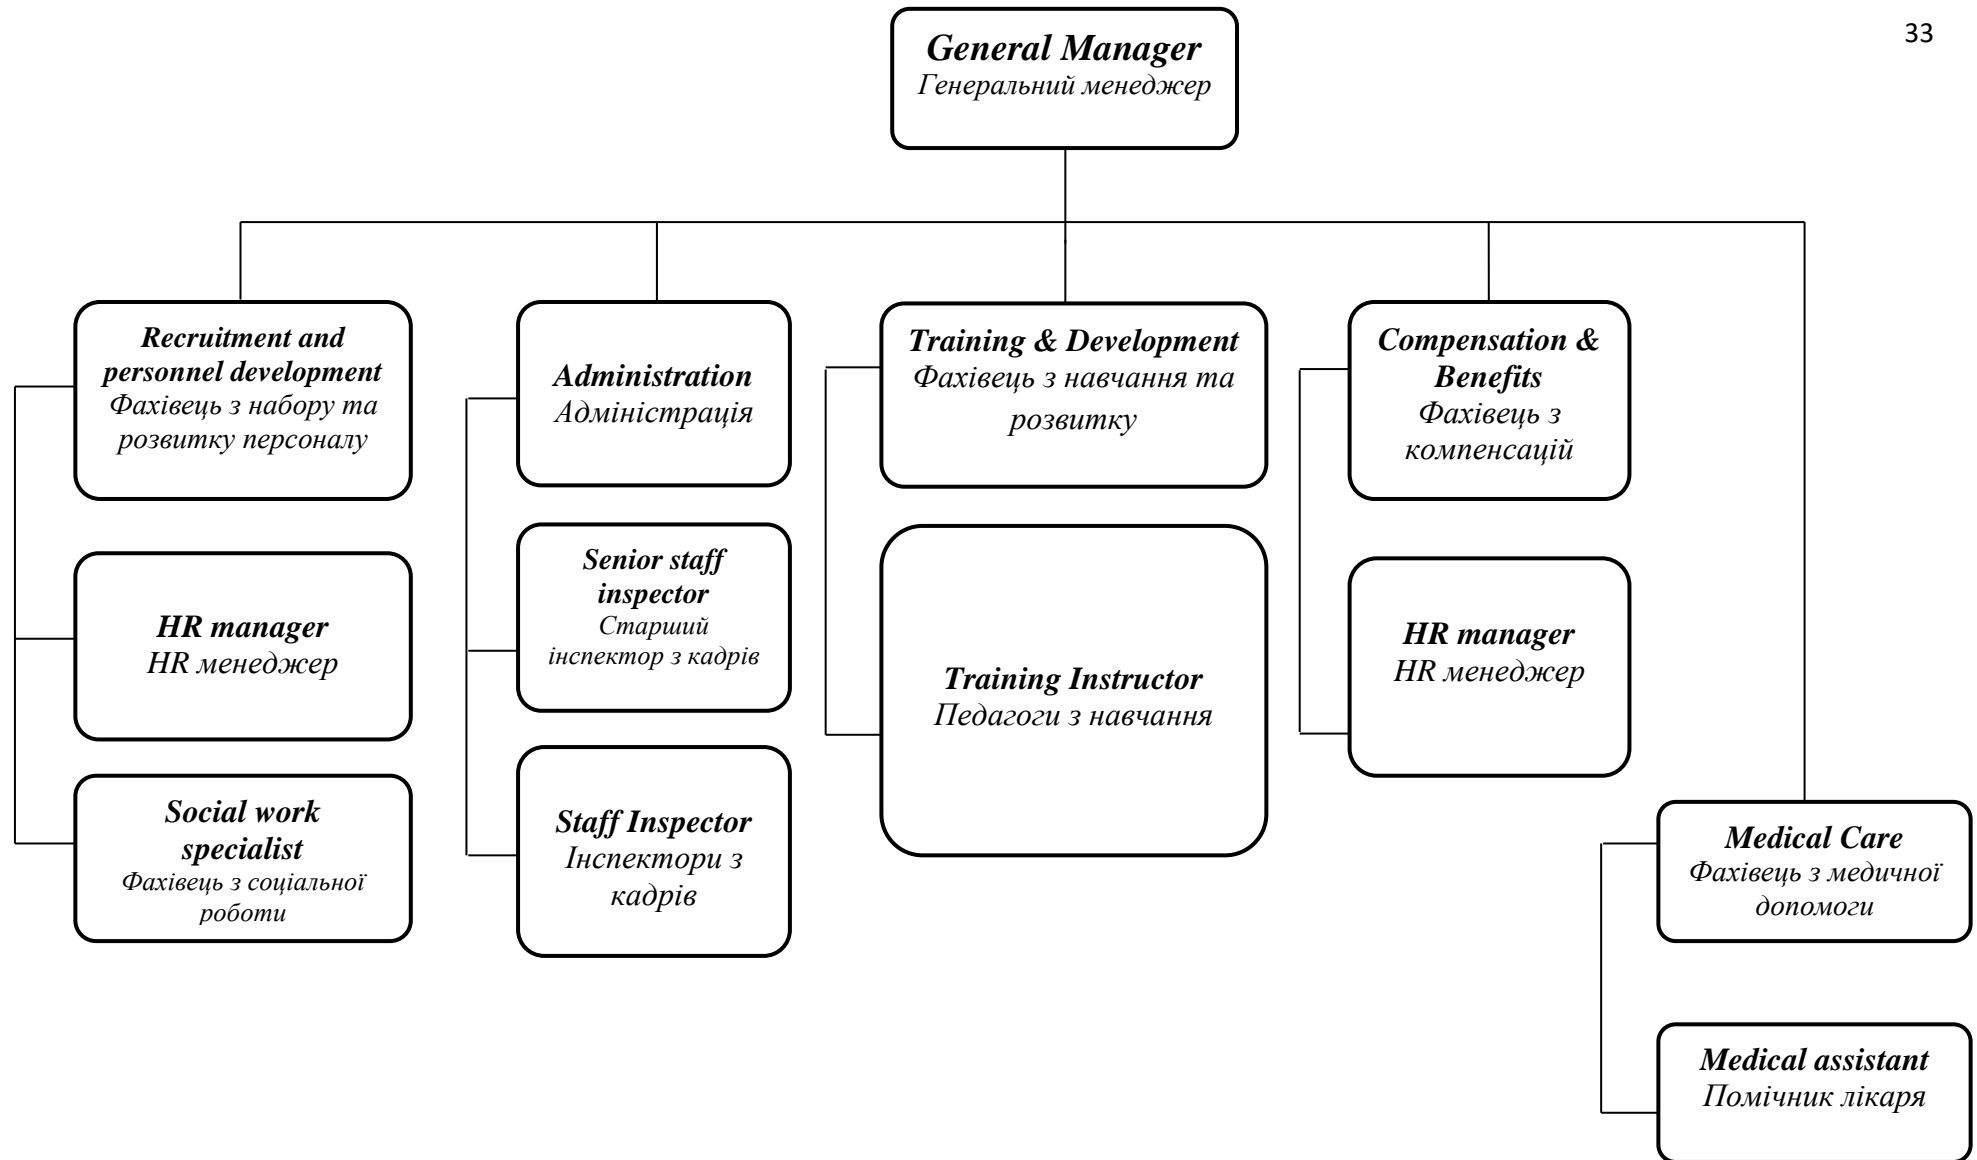 33
General Manager
Генеральний менеджер
Recruitment and
personnel development
Фахівець з набору та
розвитку персоналу
Administration
Адміністрація
Training & Development
Фахівець з навчання та
розвитку
Compensation &
Benefits
Фахівець з
компенсацій
HR manager
HR менеджер
Senior staff
inspector
Старший
інспектор з кадрів
Training Instructor
Педагоги з навчання
HR manager
HR менеджер
Social work
specialist
Фахівець з соціальної
роботи
Staff Inspector
Інспектори з
кадрів
Medical Care
Фахівець з медичної
допомоги
Medical assistant
Помічник лікаря